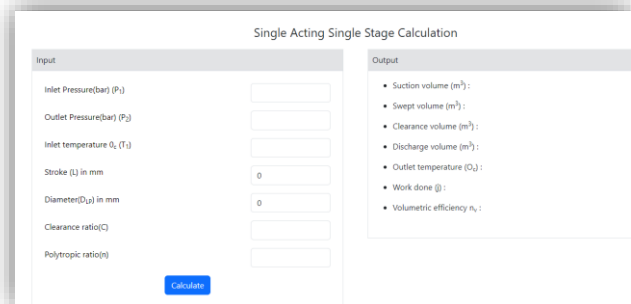 Single Acting Single Stage Calculation
Input
Inlet Pressure(bar) (P₁)
Outlet Pressure(bar) (P₂)
Inlet temperature 0c (T₁)
Stroke (L) in mm
0
Diameter(DLP) in mm
0
Clearance ratio(C)
Polytropic ratio(n)
Calculate
Output
• Suction volume (m³) :
• Swept volume (m³) :
• Clearance volume (m³) :
• Discharge volume (m³) :
• Outlet temperature (Oc) :
• Work done (j) :
• Volumetric efficiency nv :